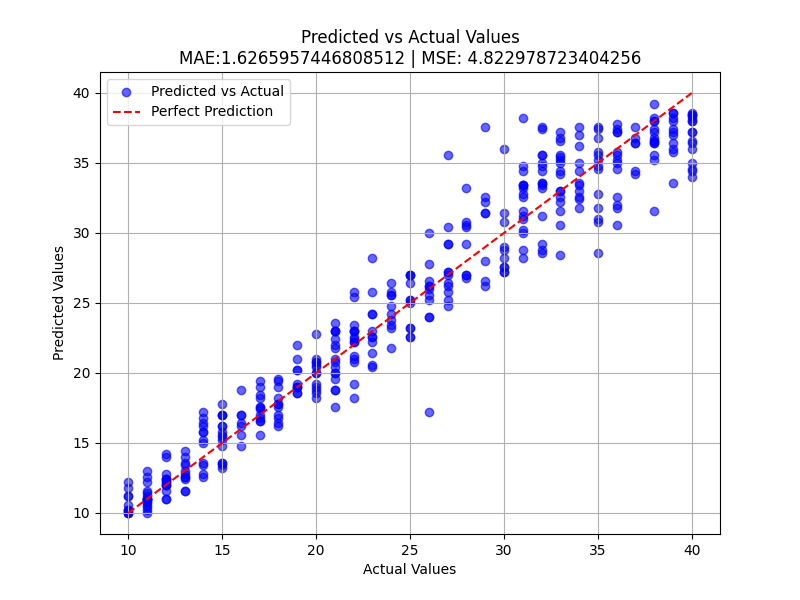 Predicted vs Actual Values
MAE:1.6265957446808512 | MSE: 4.822978723404256
Predicted vs Actual
Perfect Prediction
40
35
30
25
20
15
10
Predicted Values
10 15 20 25 30 35 40
Actual Values